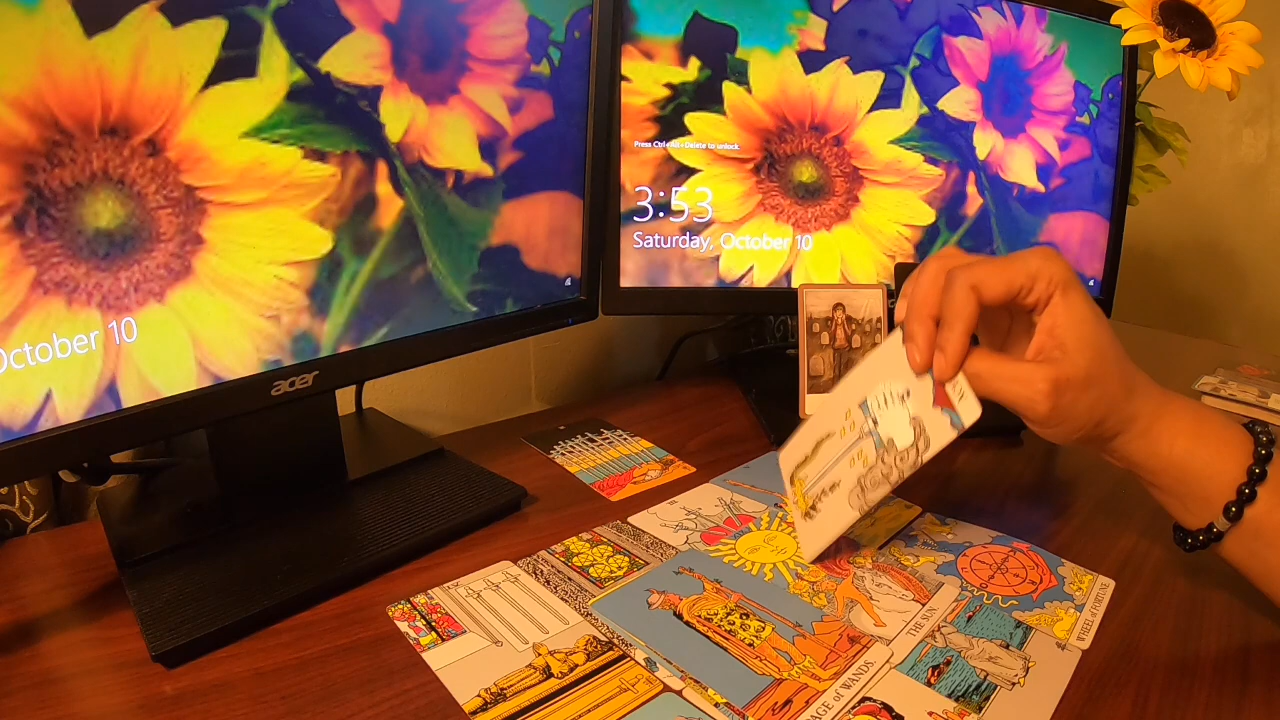 Press Ctrl+Alt+Delete to unlock.
3:53
Saturday, October 10
October 10
acer
THE SUN
WHEEL of FORTUNE
PAGE of WANDS.
III